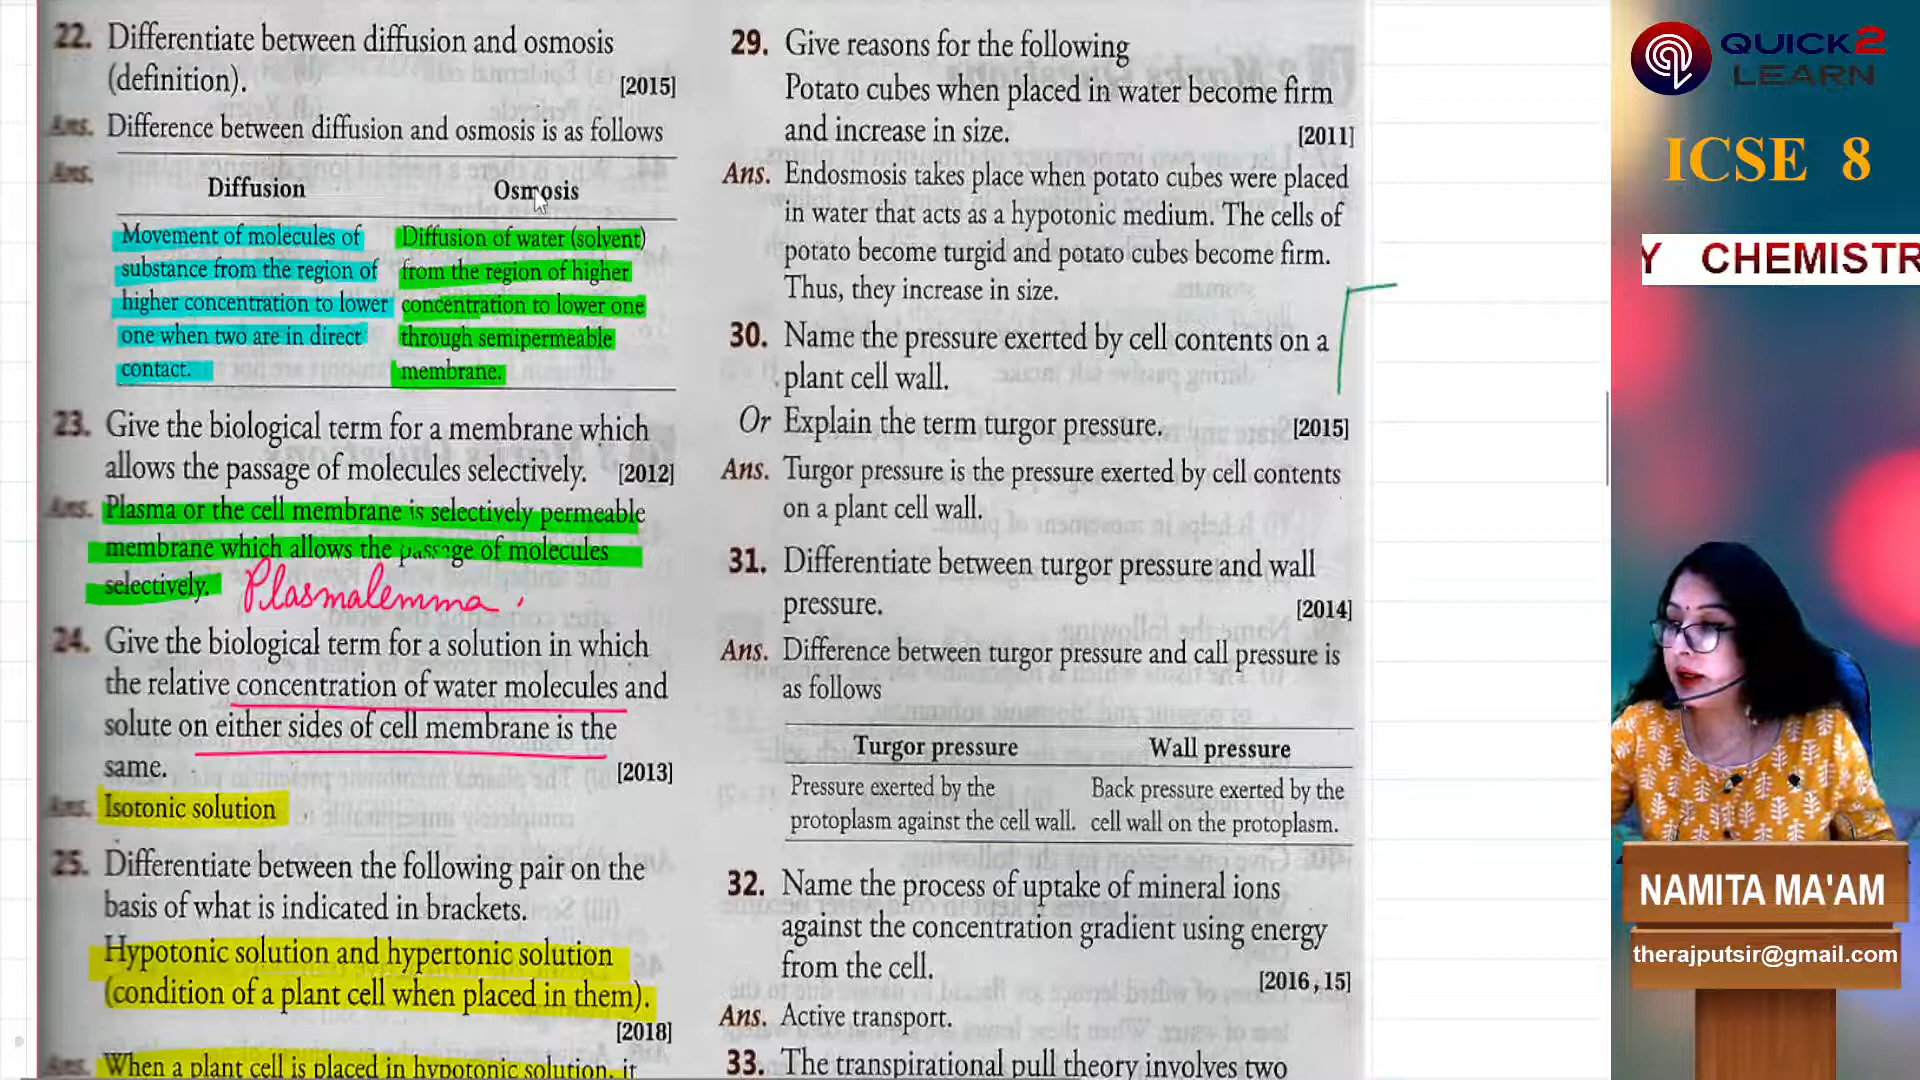 22. Differentiate between diffusion and osmosis
(definition). [2015]
Ans. Difference between diffusion and osmosis is as follows
Ans.
Diffusion Osmosis
Movement of molecules of
substance from the region of
higher concentration to lower
one when two are in direct
contact.
Diffusion of water (solvent)
from the region of higher
concentration to lower one
through semipermeable
membrane.
23. Give the biological term for a membrane which
allows the passage of molecules selectively. [2012]
Ans. Plasma or the cell membrane is selectively permeable
membrane which allows the passage of molecules
selectively. Plasmalemma.
24. Give the biological term for a solution in which
the relative concentration of water molecules and
solute on either sides of cell membrane is the
same. [2013]
Ans. Isotonic solution
25. Differentiate between the following pair on the
basis of what is indicated in brackets.
Hypotonic solution and hypertonic solution
(condition of a plant cell when placed in them).
[2018]
Ans. When a plant cell is placed in hypotonic solution, it
29. Give reasons for the following
Potato cubes when placed in water become firm
and increase in size. [2011]
Ans. Endosmosis takes place when potato cubes were placed
in water that acts as a hypotonic medium. The cells of
potato become turgid and potato cubes become firm.
Thus, they increase in size.
30. Name the pressure exerted by cell contents on a
plant cell wall.
Or Explain the term turgor pressure. [2015]
Ans. Turgor pressure is the pressure exerted by cell contents
on a plant cell wall.
31. Differentiate between turgor pressure and wall
pressure. [2014]
Ans. Difference between turgor pressure and call pressure is
as follows
Turgor pressure Wall pressure
Pressure exerted by the
protoplasm against the cell wall.
Back pressure exerted by the
cell wall on the protoplasm.
32. Name the process of uptake of mineral ions
against the concentration gradient using energy
from the cell. [2016, 15]
Ans. Active transport.
33. The transpirational pull theory involves two
QUICK2
LEARN
ICSE 8
Y CHEMISTR
NAMITA MA'AM
therajputsir@gmail.com